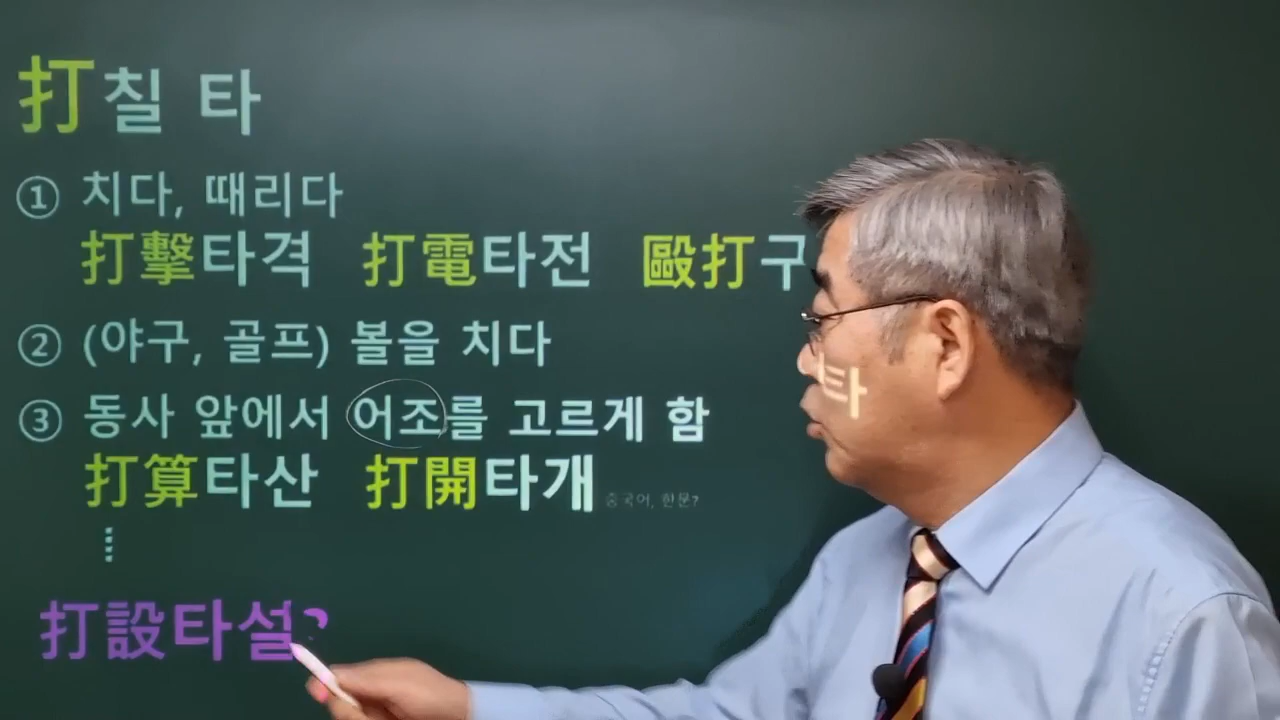 打칠 타
① 치다, 때리다
打擊타격 打電타전 毆打구타
② (야구, 골프) 볼을 치다
③ 동사 앞에서 어조를 고르게 함
打算타산 打開타개 중국어, 한문?
⋮
打設타설?